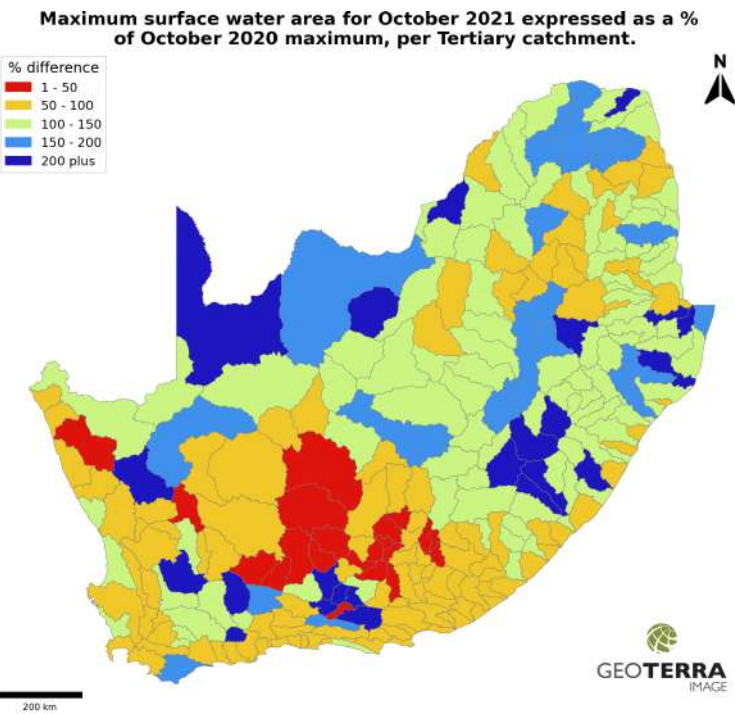 Maximum surface water area for October 2021 expressed as a %
of October 2020 maximum, per Tertiary catchment.
N
% difference
1 - 50
50 - 100
100 - 150
150 - 200
200 plus
GEOTERRA
IMAGE
200 km